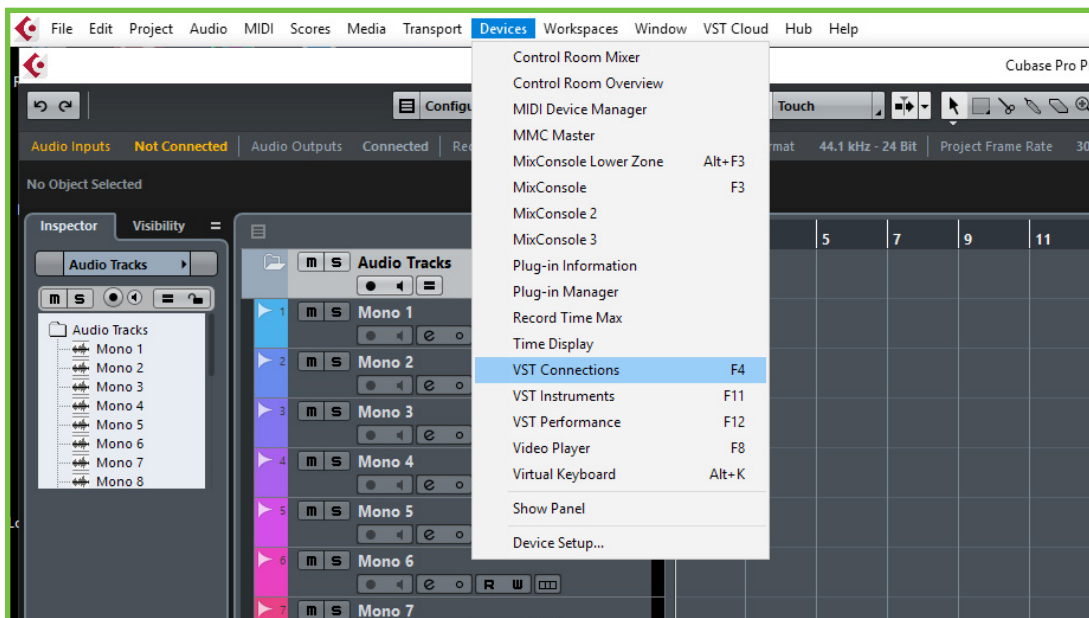 File Edit Project Audio MIDI Scores Media Transport Devices Workspaces Window VST Cloud Hub Help
Cubase Pro P
Configu
Touch
Audio Inputs Not Connected Audio Outputs Connected Rec
mat 44.1 kHz - 24 Bit Project Frame Rate 30
No Object Selected
Inspector Visibility
Audio Tracks
m S
Audio Tracks
Mono 1
Mono 2
Mono 3
Mono 4
Mono 5
Mono 6
Mono 7
Mono 8
m S Audio Tracks
1 m S Mono 1
e
2 m S Mono 2
e
3 m S Mono 3
e
4 m S Mono 4
e
5 m S Mono 5
e
6 m S Mono 6
e R W
7 m S Mono 7
Control Room Mixer
Control Room Overview
MIDI Device Manager
MMC Master
MixConsole Lower Zone Alt+F3
MixConsole F3
MixConsole 2
MixConsole 3
Plug-in Information
Plug-in Manager
Record Time Max
Time Display
VST Connections F4
VST Instruments F11
VST Performance F12
Video Player F8
Virtual Keyboard Alt+K
Show Panel
Device Setup...
5 7 9 11